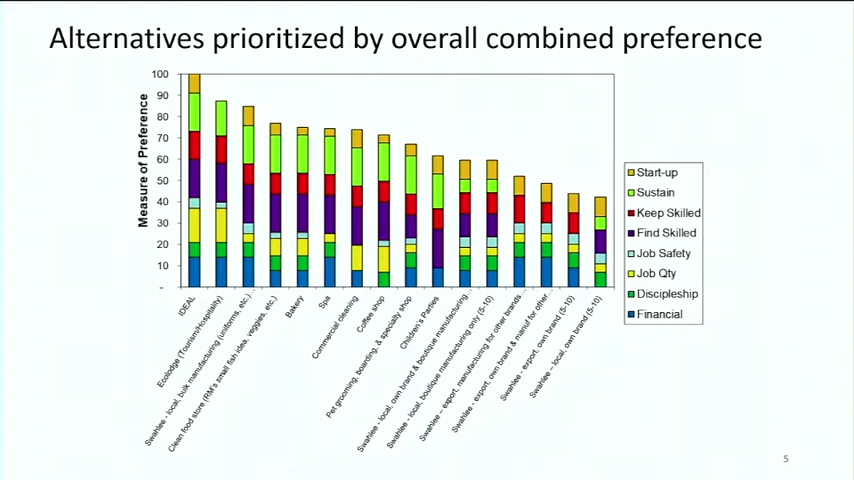 Alternatives prioritized by overall combined preference
Measure of Preference
100
90
80
70
60
50
40
30
20
10
-
IDEAL
Ecolodge (Tourism/Hospitality)
Swahlee - local, bulk manufacturing (uniforms, etc.)...
Clean food store (RM's small fish idea, veggies, etc.)
Bakery
Spa
Commercial cleaning
Coffee shop
Pet grooming, boarding, & specialty shop
Children's Parties
Swahlee - local, own brand & boutique manufacturing...
Swahlee - local, boutique manufacturing only (5-10)
Swahlee – export, manufacturing for other brands...
Swahlee - export, own brand & manuf for other...
Swahlee - export, own brand (5-10)
Swahlee – local, own brand (5-10)
Start-up
Sustain
Keep Skilled
Find Skilled
Job Safety
Job Qty
Discipleship
Financial
5